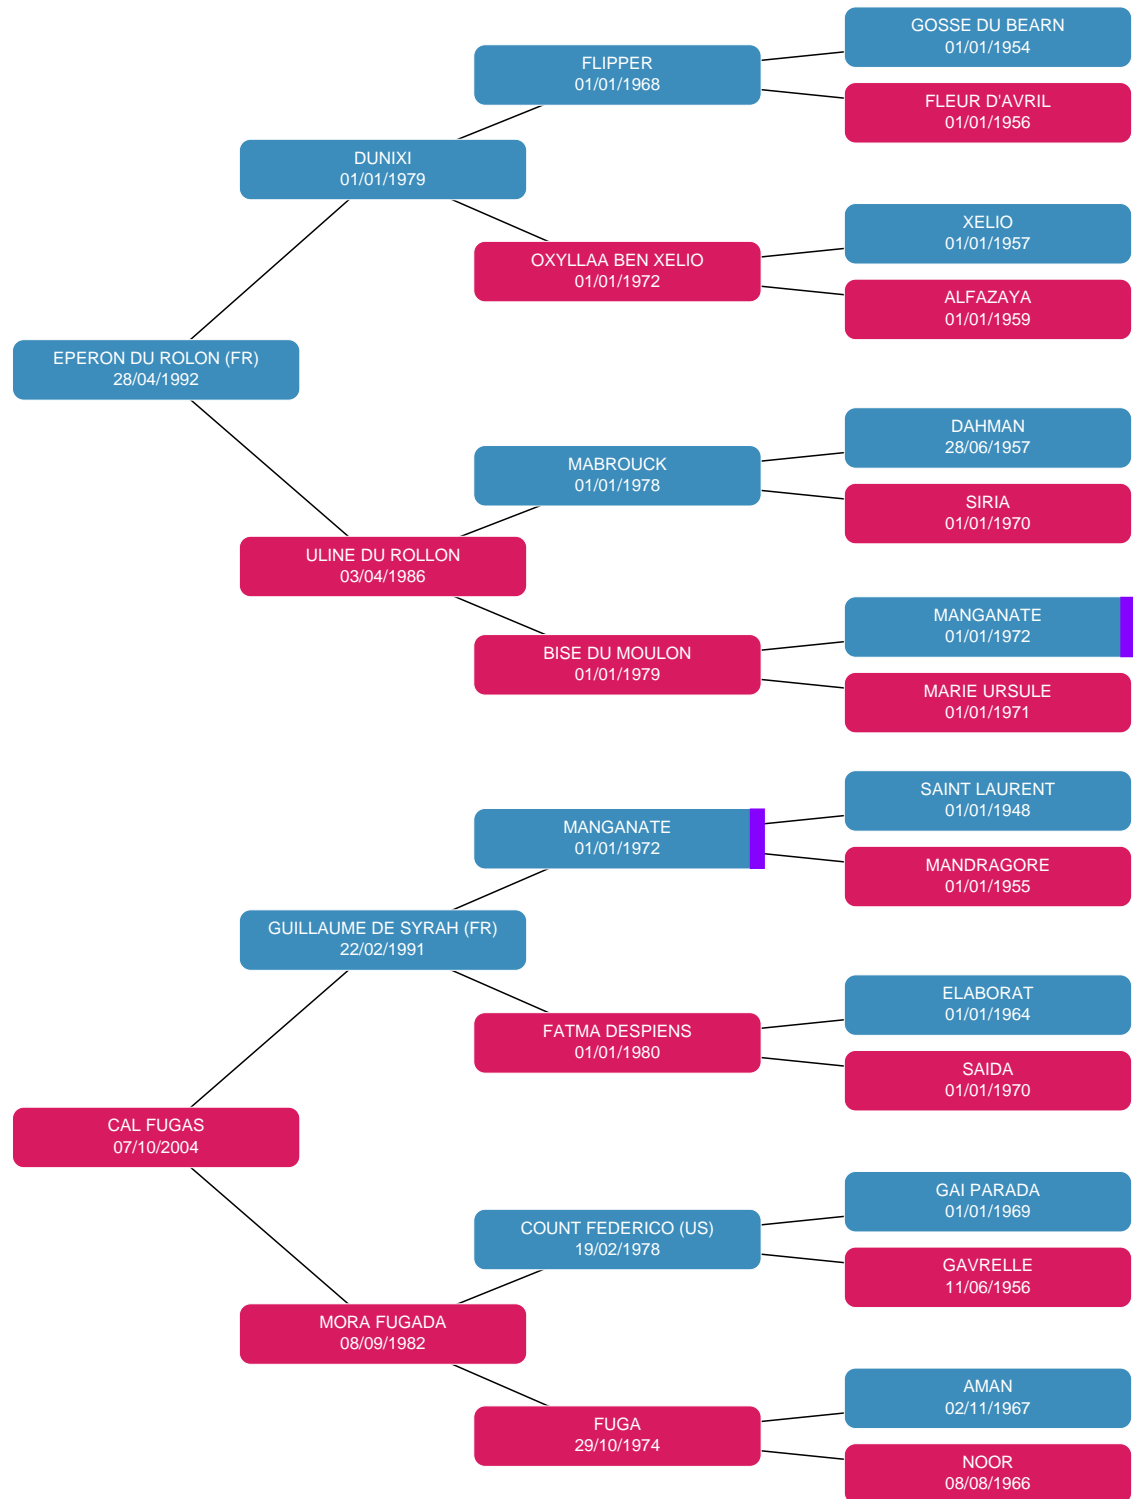 GOSSE DU BEARN
01/01/1954
FLIPPER
01/01/1968
FLEUR D'AVRIL
01/01/1956
DUNIXI
01/01/1979
XELIO
01/01/1957
OXYLLAA BEN XELIO
01/01/1972
ALFAZAYA
01/01/1959
EPERON DU ROLON (FR)
28/04/1992
DAHMAN
28/06/1957
MABROUCK
01/01/1978
SIRIA
01/01/1970
ULINE DU ROLLON
03/04/1986
MANGANATE
01/01/1972
BISE DU MOULON
01/01/1979
MARIE URSULE
01/01/1971
SAINT LAURENT
01/01/1948
MANGANATE
01/01/1972
MANDRAGORE
01/01/1955
GUILLAUME DE SYRAH (FR)
22/02/1991
ELABORAT
01/01/1964
FATMA DESPIENS
01/01/1980
SAIDA
01/01/1970
CAL FUGAS
07/10/2004
GAI PARADA
01/01/1969
COUNT FEDERICO (US)
19/02/1978
GAVRELLE
11/06/1956
MORA FUGADA
08/09/1982
AMAN
02/11/1967
FUGA
29/10/1974
NOOR
08/08/1966